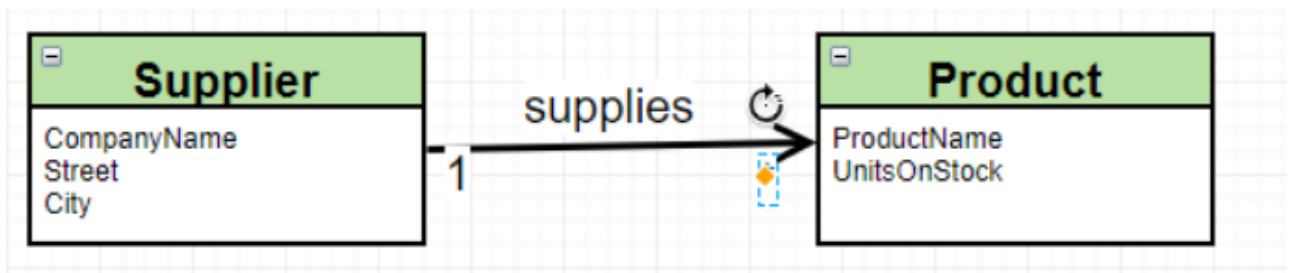 Supplier
CompanyName
Street
City
supplies
1
Product
ProductName
UnitsOnStock